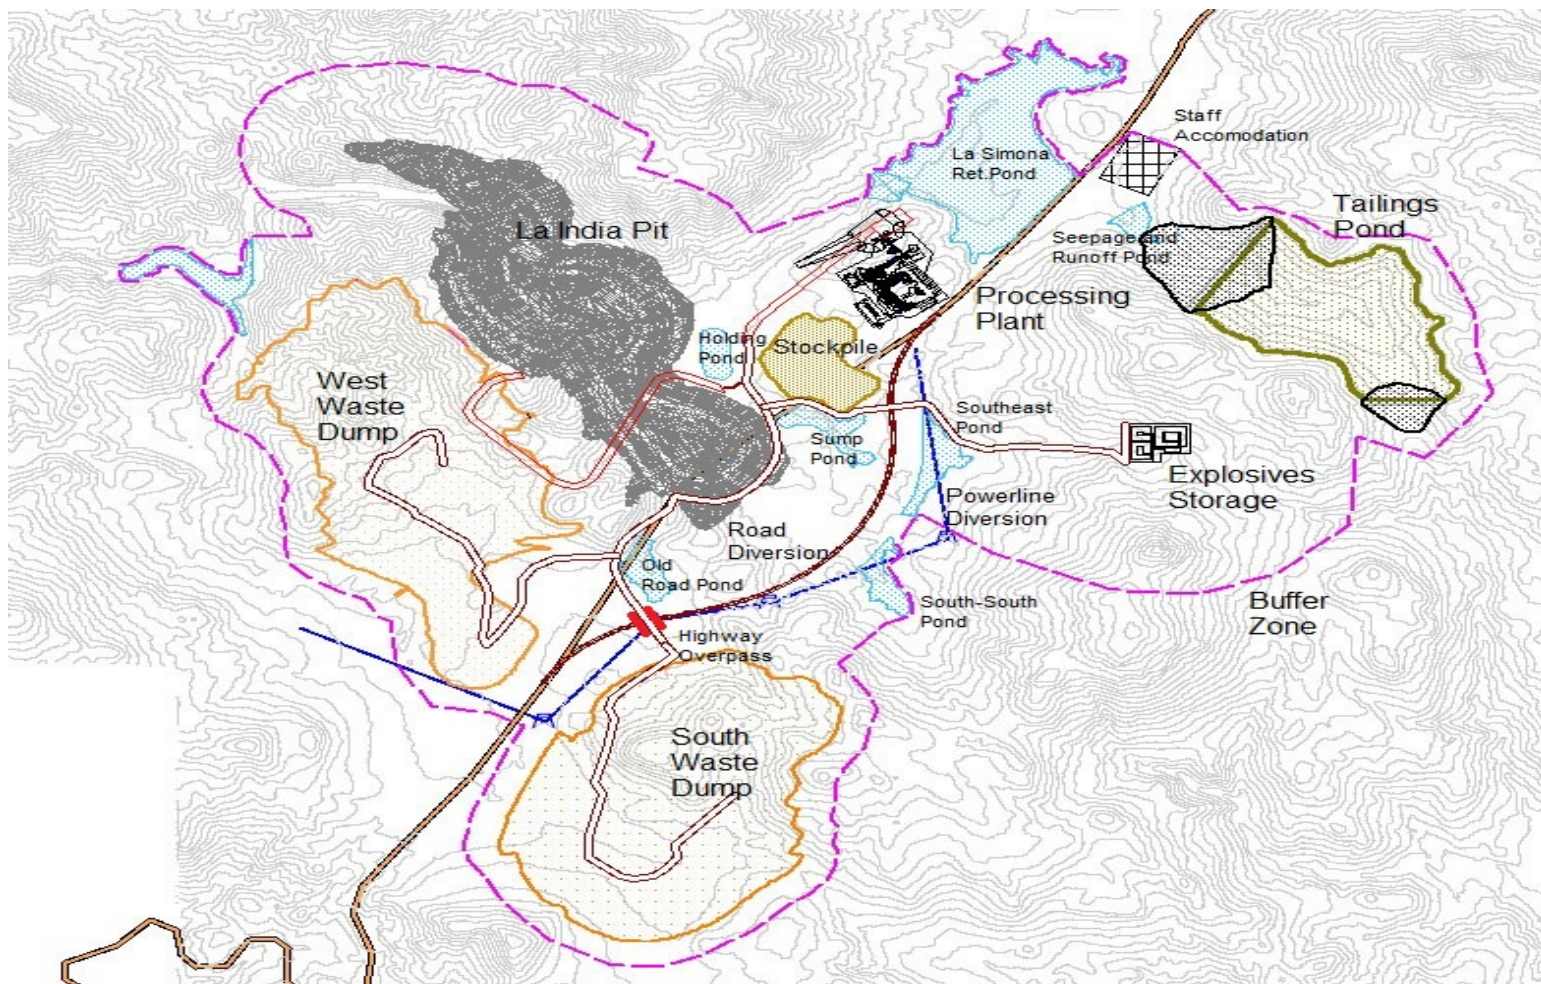 Staff
Accomodation
La Simona
Ret.Pond
Tailings
Pond
La India Pit
Seepage and
Runoff Pond
Processing
Plant
Holding
Pond
Stockpile
West
Waste
Dump
Southeast
Pond
Sump
Pond
Explosives
Storage
Powerline
Diversion
Road
Diversion
Old
Road Pond
South-South
Pond
Buffer
Zone
Highway
Overpass
South
Waste
Dump